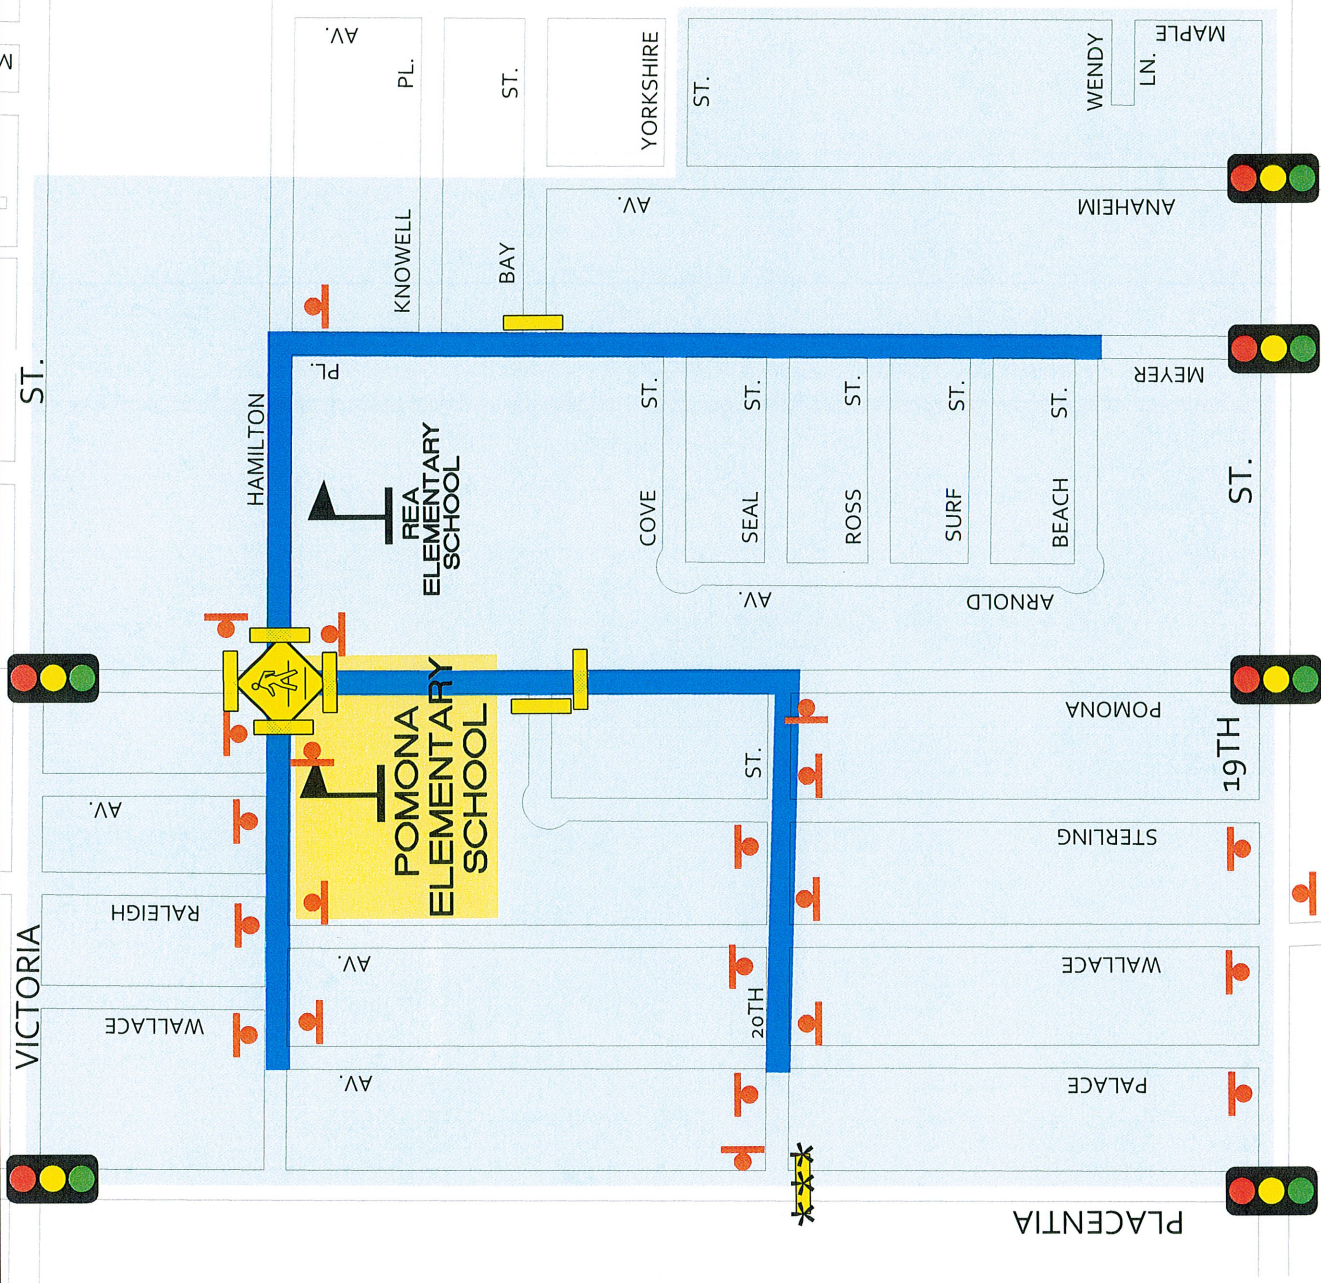 AV.
PL.
ST.
YORKSHIRE
ST.
WENDY
LN.
MAPLE
KNOWELL
BAY
AV.
ANAHEIM
ST.
HAMILTON
PL.
MEYER
REA
ELEMENTARY
SCHOOL
COVE
ST.
SEAL
ST.
ROSS
ST.
SURF
ST.
BEACH
ST.
ST.
AV.
ARNOLD
POMONA
ELEMENTARY
SCHOOL
POMONA
19TH
ST.
AV.
STERLING
RALEIGH
VICTORIA
AV.
WALLACE
WALLACE
20TH
AV.
PALACE
PLACENTIA